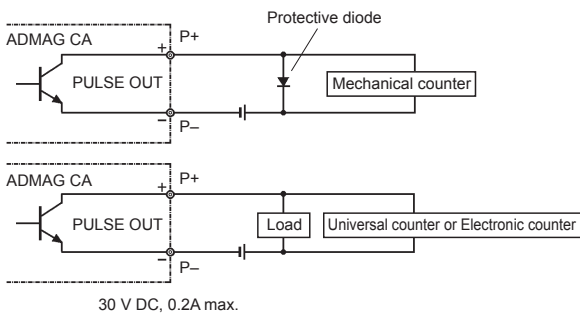 Protective diode
ADMAG CA
P+
+
PULSE OUT
Mechanical counter
–
P–
ADMAG CA
P+
+
PULSE OUT
Load
Universal counter or Electronic counter
–
P–
30 V DC, 0.2A max.